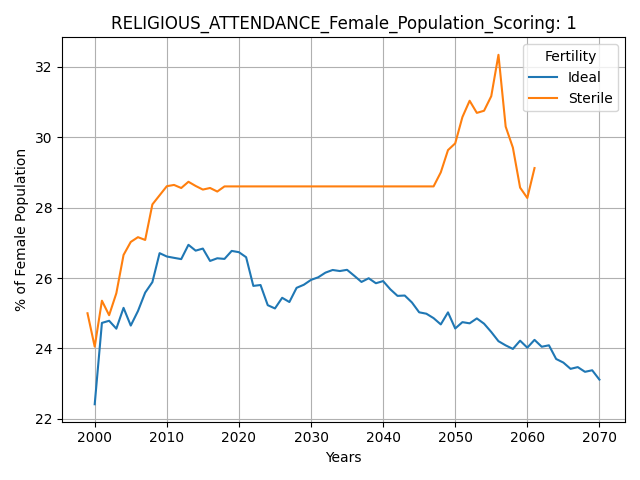 RELIGIOUS_ATTENDANCE_Female_Population_Scoring: 1
Fertility
Ideal
Sterile
% of Female Population
32
30
28
26
24
22
2000 2010 2020 2030 2040 2050 2060 2070
Years